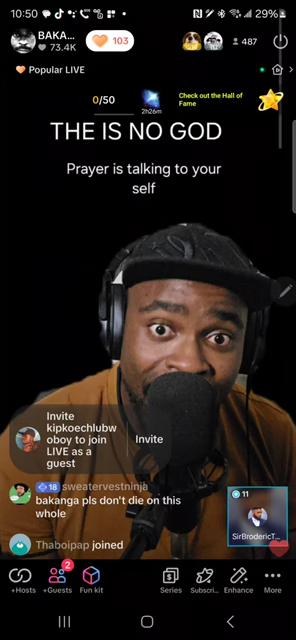 10:50
29%
BAKA...
73.4K
103
487
Popular LIVE
0/50
2h26m
Check out the Hall of
Fame
THE IS NO GOD
Prayer is talking to your
self
Invite
kipkoechlubw
oboy to join
LIVE as a
guest
Invite
18 sweatervestninja
bakanga pls don't die on this
whole
11
SirBroderic T...
Thaboipap joined
2
+Hosts
+Guests
Fun kit
Series
Subscri...
Enhance
More